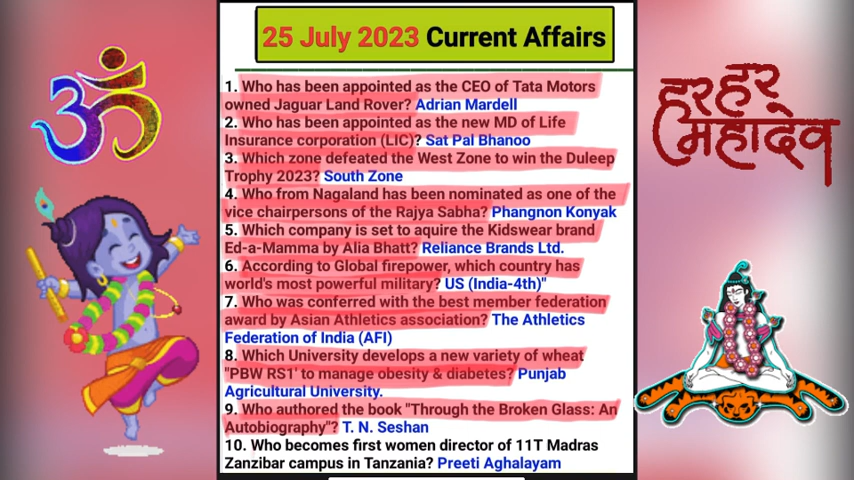 25 July 2023 Current Affairs
ॐ
हर हर
महादेव
1. Who has been appointed as the CEO of Tata Motors
owned Jaguar Land Rover? Adrian Mardell
2. Who has been appointed as the new MD of Life
Insurance corporation (LIC)? Sat Pal Bhanoo
3. Which zone defeated the West Zone to win the Duleep
Trophy 2023? South Zone
4. Who from Nagaland has been nominated as one of the
vice chairpersons of the Rajya Sabha? Phangnon Konyak
5. Which company is set to aquire the Kidswear brand
Ed-a-Mamma by Alia Bhatt? Reliance Brands Ltd.
6. According to Global firepower, which country has
world's most powerful military? US (India-4th)"
7. Who was conferred with the best member federation
award by Asian Athletics association? The Athletics
Federation of India (AFI)
8. Which University develops a new variety of wheat
"PBW RS1' to manage obesity & diabetes? Punjab
Agricultural University.
9. Who authored the book "Through the Broken Glass: An
Autobiography"? T. N. Seshan
10. Who becomes first women director of 11T Madras
Zanzibar campus in Tanzania? Preeti Aghalayam